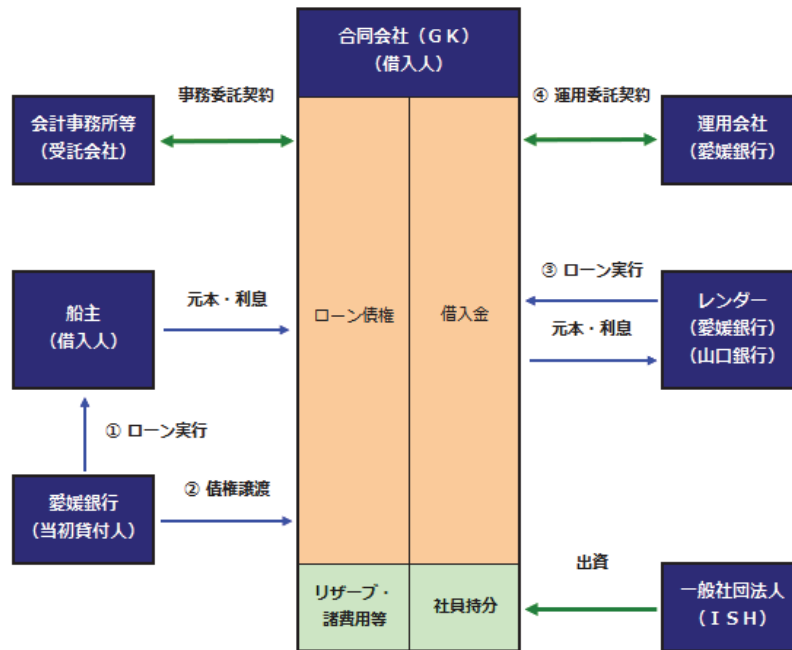 合同会社（ＧＫ）
（借入人）
事務委託契約
④ 運用委託契約
会計事務所等
（受託会社）
運用会社
（愛媛銀行）
船主
（借入人）
元本・利息
ローン債権
借入金
③ ローン実行
元本・利息
レンダー
（愛媛銀行）
（山口銀行）
① ローン実行
愛媛銀行
（当初貸付人）
② 債権譲渡
リザーブ・
諸費用等
社員持分
出資
一般社団法人
（ＩＳＨ）